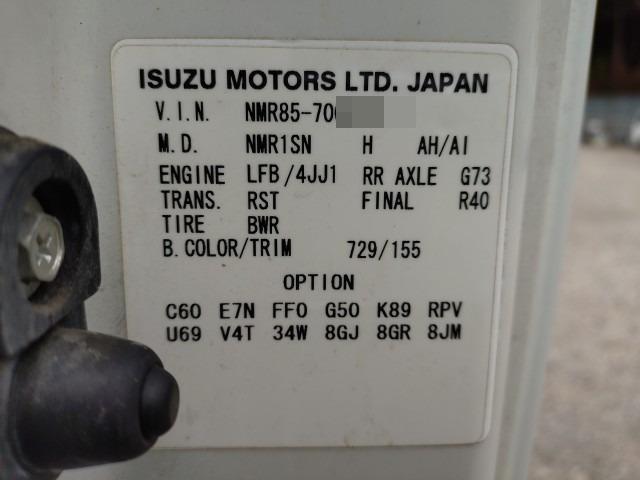 ISUZU MOTORS LTD. JAPAN
V.I.N. NMR85-70
M.D. NMR1SN H AH/AI
ENGINE LFB/4JJ1 RR AXLE G73
TRANS. RST FINAL R40
TIRE BWR
B.COLOR/TRIM 729/155
OPTION
C60 E7N FF0 G50 K89 RPV
U69 V4T 34W 8GJ 8GR 8JM